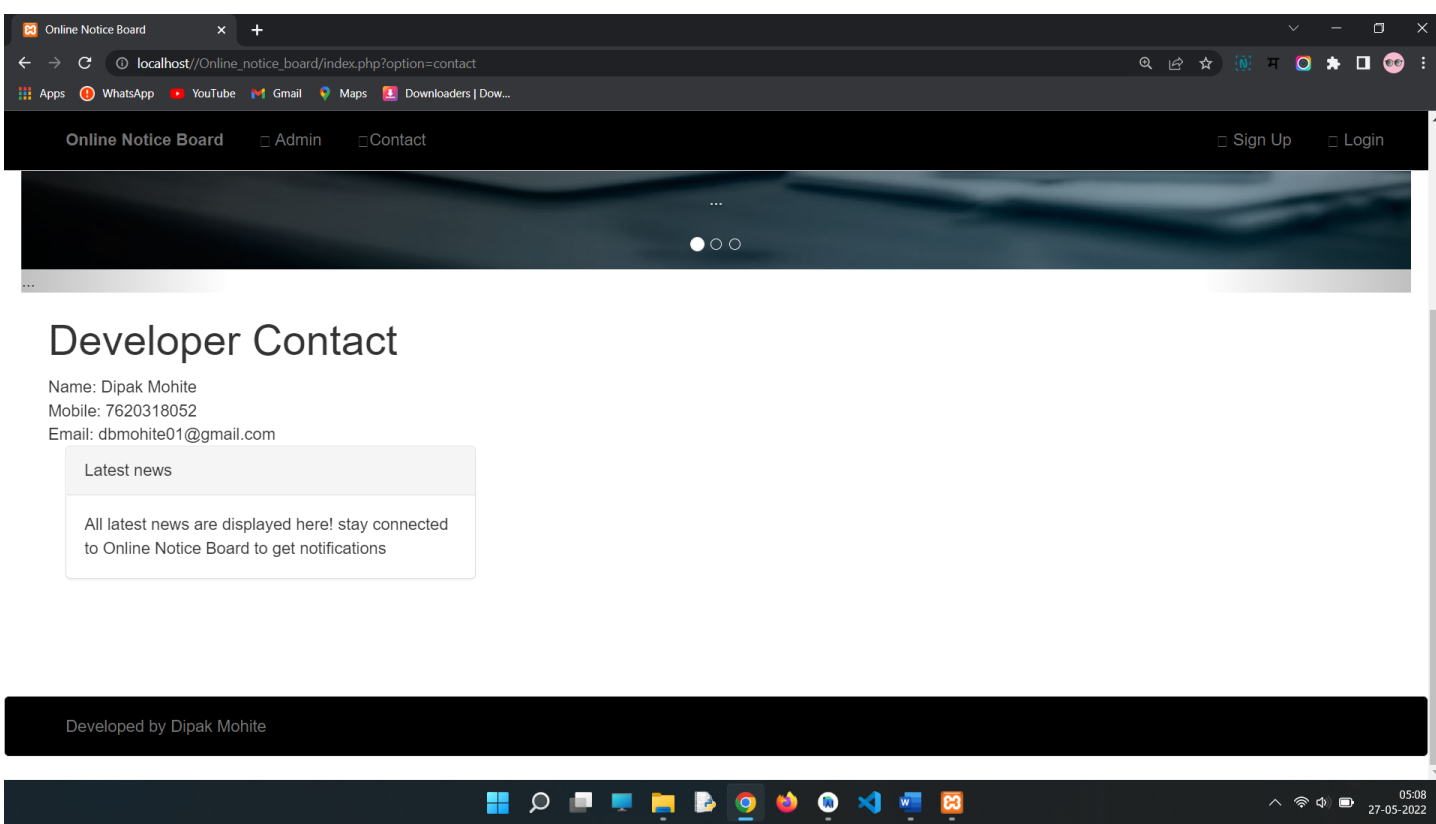 Online Notice Board
localhost//Online_notice_board/index.php?option=contact
म
Apps WhatsApp YouTube Gmail Maps Downloaders | Dow...
Online Notice Board Admin Contact Sign Up Login
...
...
Developer Contact
Name: Dipak Mohite
Mobile: 7620318052
Email: dbmohite01@gmail.com
Latest news
All latest news are displayed here! stay connected
to Online Notice Board to get notifications
Developed by Dipak Mohite
05:08
27-05-2022